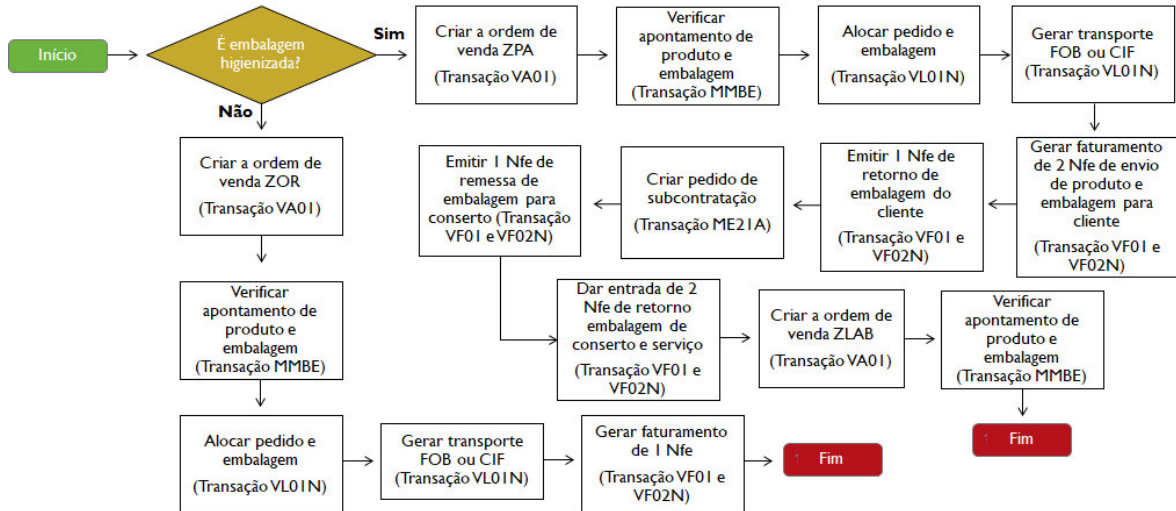 Início
É embalagem
higienizada?
Sim
Não
Criar a ordem de
venda ZPA
(Transação VA01)
Verificar
apontamento de
produto e
embalagem
(Transação MMBE)
Alocar pedido e
embalagem
(Transação VL01N)
Gerar transporte
FOB ou CIF
(Transação VL01N)
Gerar faturamento
de 2 Nfe de envio
de produto e
embalagem para
cliente
(Transação VF01 e
VF02N)
Emitir 1 Nfe de
retorno de
embalagem do
cliente
(Transação VF01 e
VF02N)
Criar pedido de
subcontratação
(Transação ME21A)
Emitir 1 Nfe de
remessa de
embalagem para
conserto (Transação
VF01 e VF02N)
Dar entrada de 2
Nfe de retorno
embalagem de
conserto e serviço
(Transação VF01 e
VF02N)
Criar a ordem de
venda ZLAB
(Transação VA01)
Verificar
apontamento de
produto e
embalagem
(Transação MMBE)
Fim
Criar a ordem de
venda ZOR
(Transação VA01)
Verificar
apontamento de
produto e
embalagem
(Transação MMBE)
Alocar pedido e
embalagem
(Transação VL01N)
Gerar transporte
FOB ou CIF
(Transação VL01N)
Gerar faturamento
de 1 Nfe
(Transação VF01 e
VF02N)
Fim